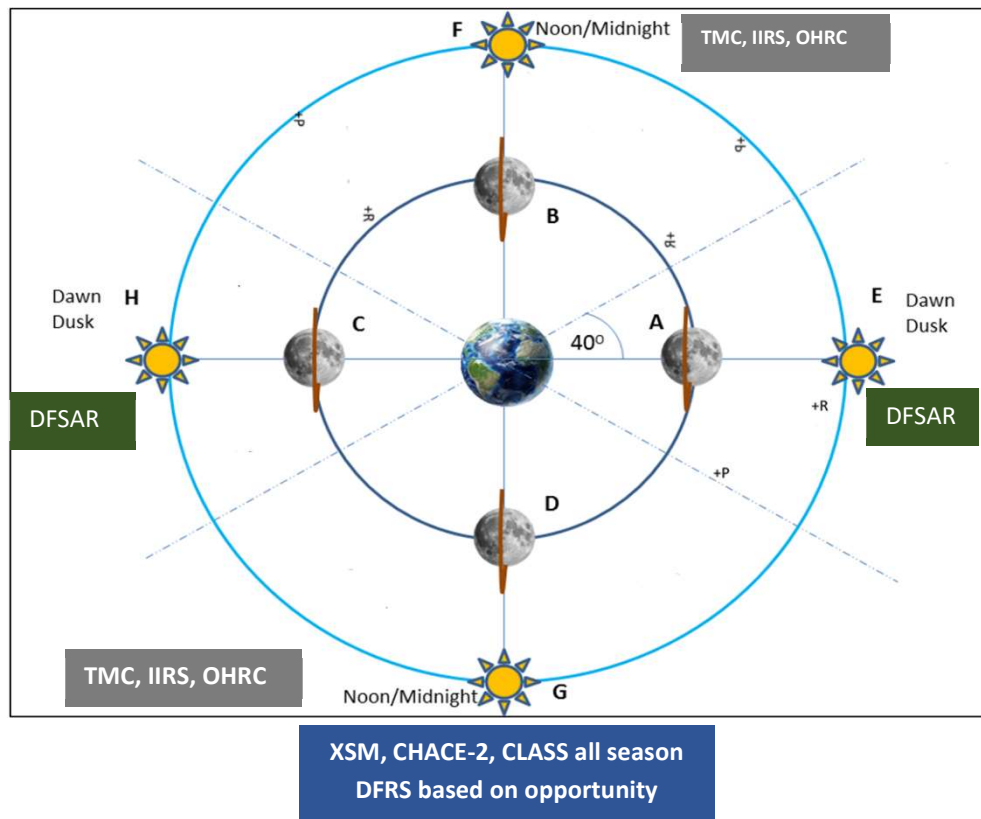 F
Noon/Midnight
TMC, IIRS, OHRC
+P
+b
B
+R
+R
Dawn
Dusk
H
C
40⁰
A
E
Dawn
Dusk
DFSAR
+R
DFSAR
+P
D
TMC, IIRS, OHRC
Noon/Midnight
G
XSM, CHACE-2, CLASS all season
DFRS based on opportunity